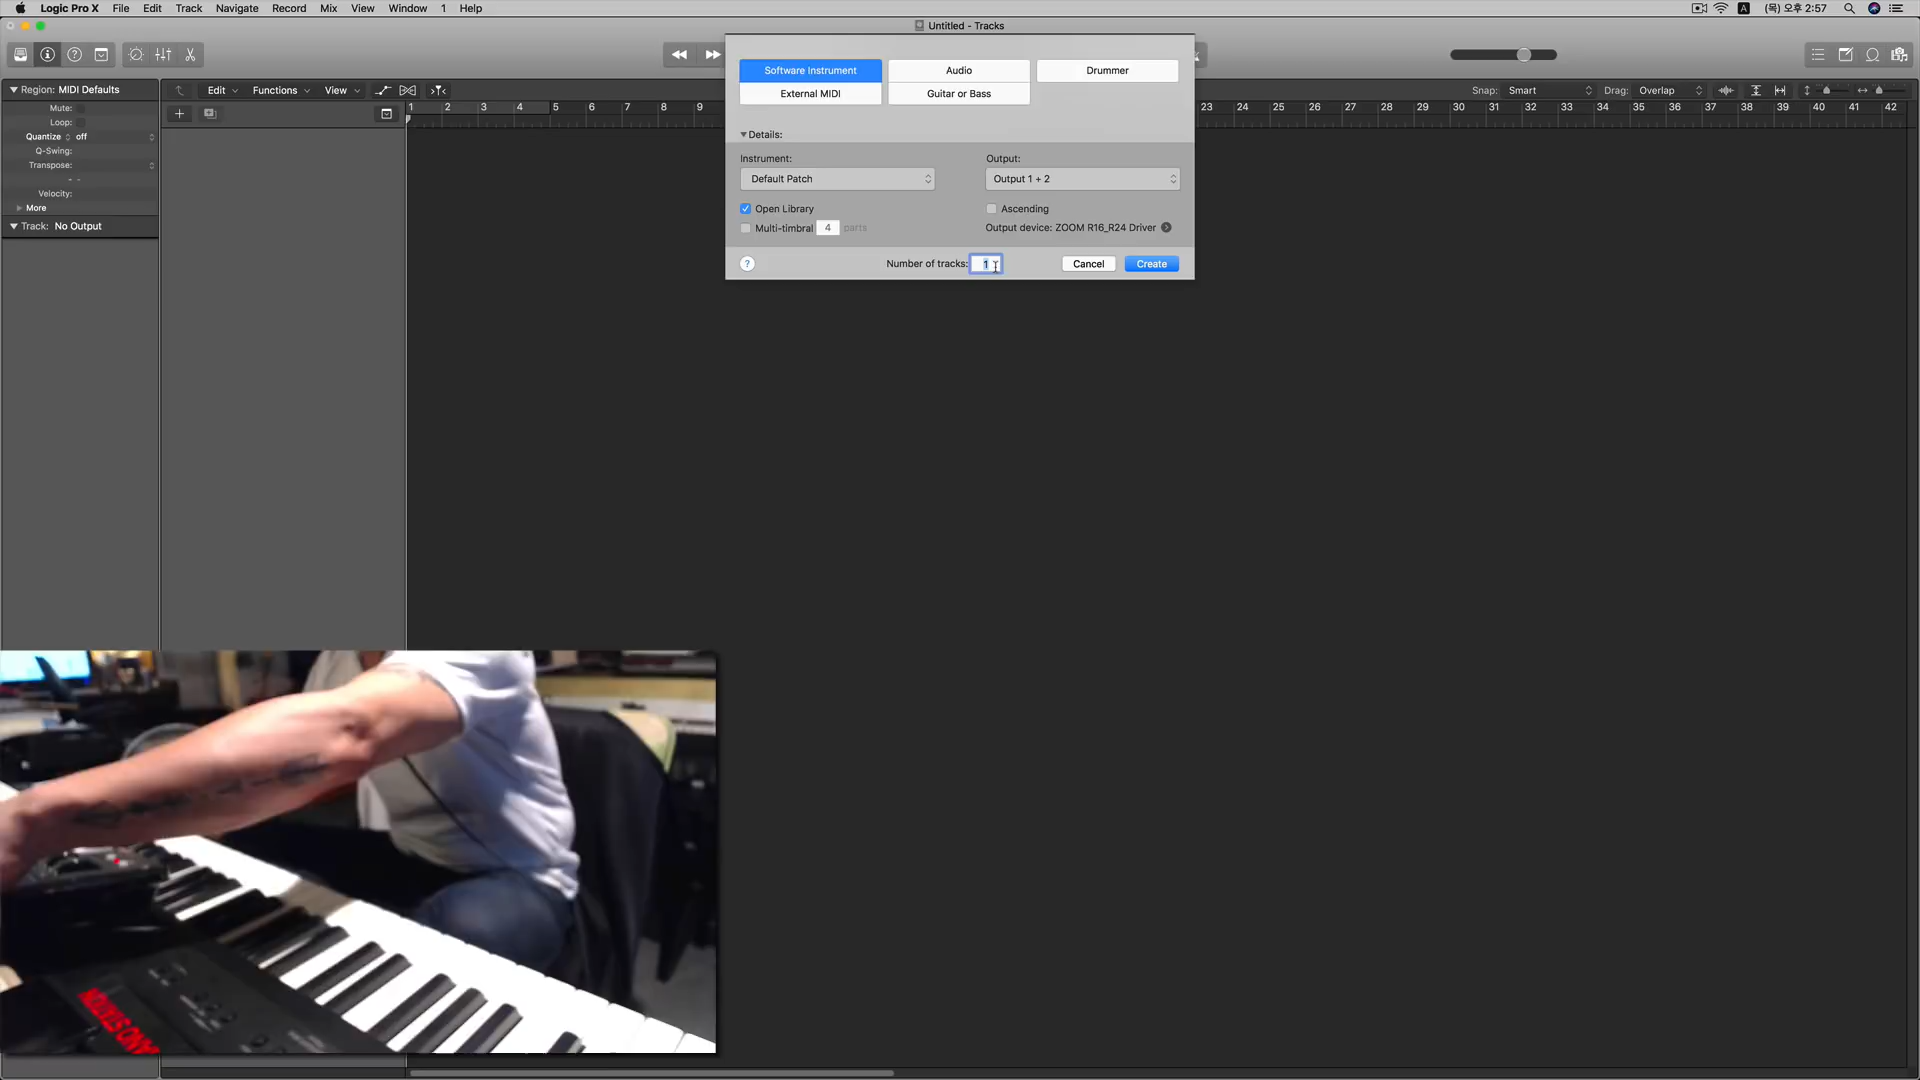 Logic Pro X File Edit Track Navigate Record Mix View Window 1 Help A (목) 오후 2:57
Untitled - Tracks
Software Instrument Audio Drummer
External MIDI Guitar or Bass
Region: MIDI Defaults Edit Functions View Snap: Smart Drag: Overlap
Mute:
Loop:
Quantize off
Q-Swing:
Transpose:
Velocity:
More
Track: No Output
1 2 3 4 5 6 7 8 9 23 24 25 26 27 28 29 30 31 32 33 34 35 36 37 38 39 40 41 42
Details:
Instrument: Output:
Default Patch Output 1 + 2
Open Library Ascending
Multi-timbral 4 parts Output device: ZOOM R16_R24 Driver
? Number of tracks: 1 Cancel Create